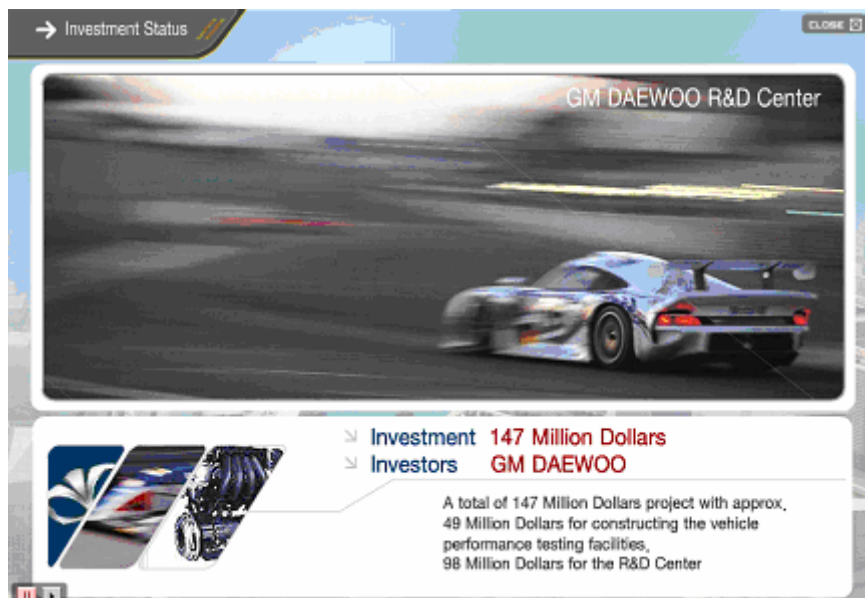 Investment Status
CLOSE
GM DAEWOO R&D Center
Investment 147 Million Dollars
Investors GM DAEWOO
A total of 147 Million Dollars project with approx.
49 Million Dollars for constructing the vehicle
performance testing facilities,
98 Million Dollars for the R&D Center